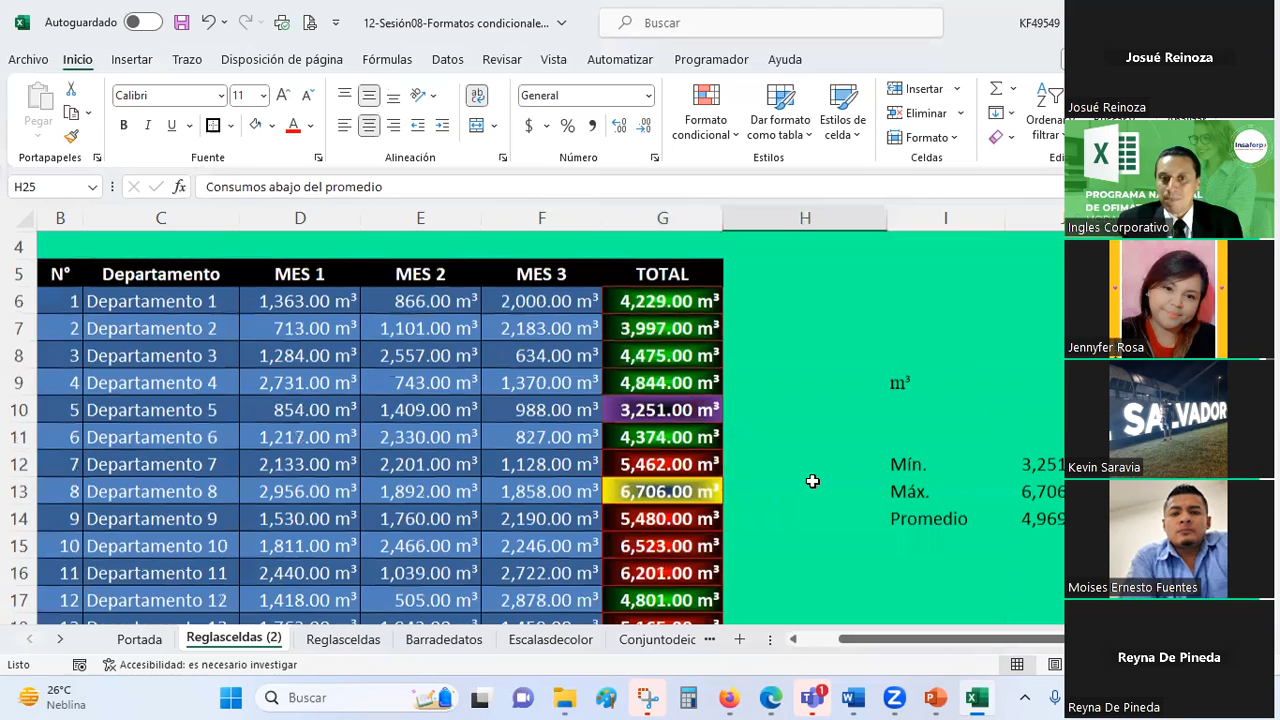 Autoguardado
12-Sesión08-Formatos condicionale...
Buscar
KF49549
Archivo Inicio Insertar Trazo Disposición de página Fórmulas Datos Revisar Vista Automatizar Programador Ayuda
Pegar
Calibri 11
N K S
General
Formato condicional
Dar formato como tabla
Estilos de celda
Insertar
Eliminar
Formato
Portapapeles Fuente Alineación Número Estilos Celdas
H25 fx Consumos abajo del promedio
B C D E F G H I
4
5 N° Departamento MES 1 MES 2 MES 3 TOTAL
6 1 Departamento 1 1,363.00 m³ 866.00 m³ 2,000.00 m³ 4,229.00 m³
7 2 Departamento 2 713.00 m³ 1,101.00 m³ 2,183.00 m³ 3,997.00 m³
8 3 Departamento 3 1,284.00 m³ 2,557.00 m³ 634.00 m³ 4,475.00 m³
9 4 Departamento 4 2,731.00 m³ 743.00 m³ 1,370.00 m³ 4,844.00 m³ m³
10 5 Departamento 5 854.00 m³ 1,409.00 m³ 988.00 m³ 3,251.00 m³
11 6 Departamento 6 1,217.00 m³ 2,330.00 m³ 827.00 m³ 4,374.00 m³
12 7 Departamento 7 2,133.00 m³ 2,201.00 m³ 1,128.00 m³ 5,462.00 m³ Mín. 3,251
13 8 Departamento 8 2,956.00 m³ 1,892.00 m³ 1,858.00 m³ 6,706.00 m³ Máx. 6,706
14 9 Departamento 9 1,530.00 m³ 1,760.00 m³ 2,190.00 m³ 5,480.00 m³ Promedio 4,969
15 10 Departamento 10 1,811.00 m³ 2,466.00 m³ 2,246.00 m³ 6,523.00 m³
16 11 Departamento 11 2,440.00 m³ 1,039.00 m³ 2,722.00 m³ 6,201.00 m³
17 12 Departamento 12 1,418.00 m³ 505.00 m³ 2,878.00 m³ 4,801.00 m³
Portada Reglasceldas (2) Reglasceldas Barradedatos Escalasdecolor Conjuntodeic ...
Listo Accesibilidad: es necesario investigar
26°C
Neblina
Buscar
1
Josué Reinoza
Josué Reinoza
Insaforp
PROGRAMA
DE OFIMA
Ingles Corporativo
Jennyfer Rosa
SALVADOR
Kevin Saravia
Moises Ernesto Fuentes
Reyna De Pineda
Reyna De Pineda